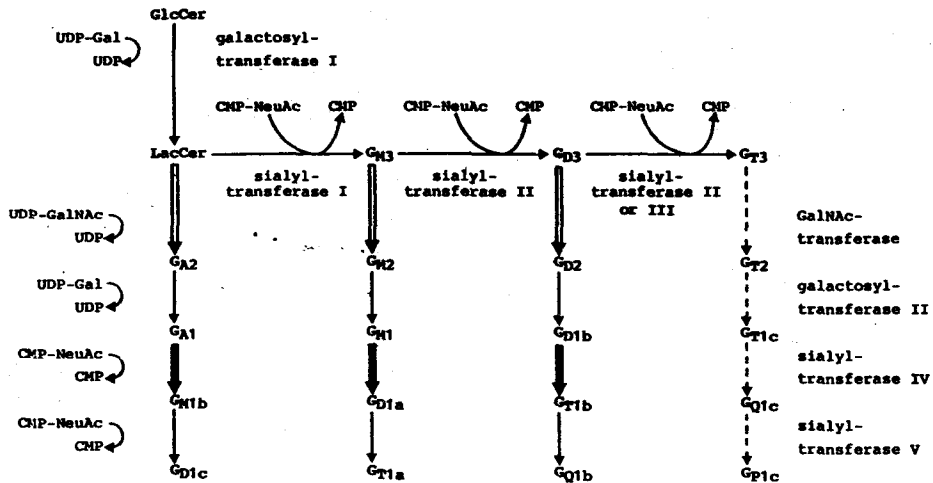 GlcCer
UDP-Gal
UDP
galactosyl-
transferase I
CMP-NeuAc CMP CMP-NeuAc CMP CMP-NeuAc CMP
LacCer GM3 GD3 GT3
sialyl-
transferase I
sialyl-
transferase II
sialyl-
transferase II
or III
UDP-GalNAc
UDP
GalNAc-
transferase
GA2 GM2 GD2 GT2
UDP-Gal
UDP
galactosyl-
transferase II
GA1 GM1 GD1b GT1c
CMP-NeuAc
CMP
sialyl-
transferase IV
GM1b GD1a GT1b GQ1c
CMP-NeuAc
CMP
sialyl-
transferase V
GD1c GT1a GQ1b GP1c